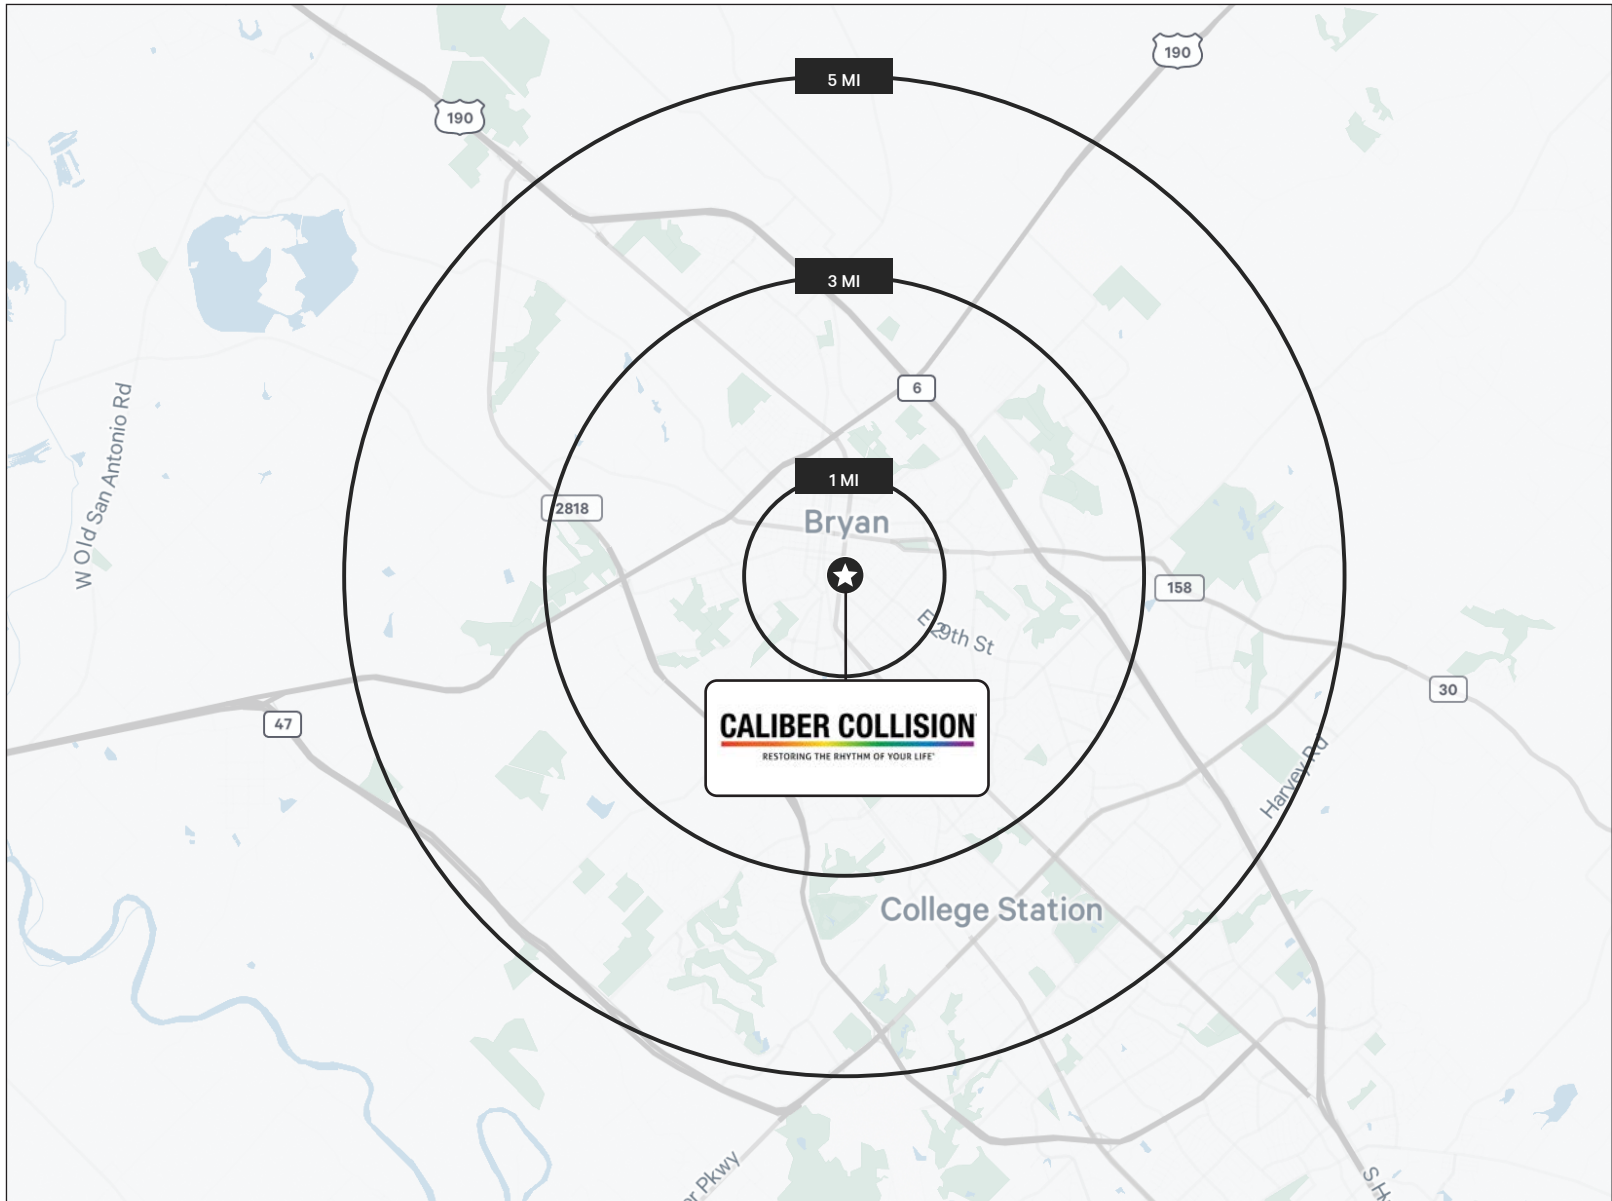 190
5 MI
190
3 MI
6
W Old San Antonio Rd
1 MI
2818
Bryan
158
E 29th St
30
47
CALIBER COLLISION
RESTORING THE RHYTHM OF YOUR LIFE
Harvey Rd
College Station
Pkwy
S